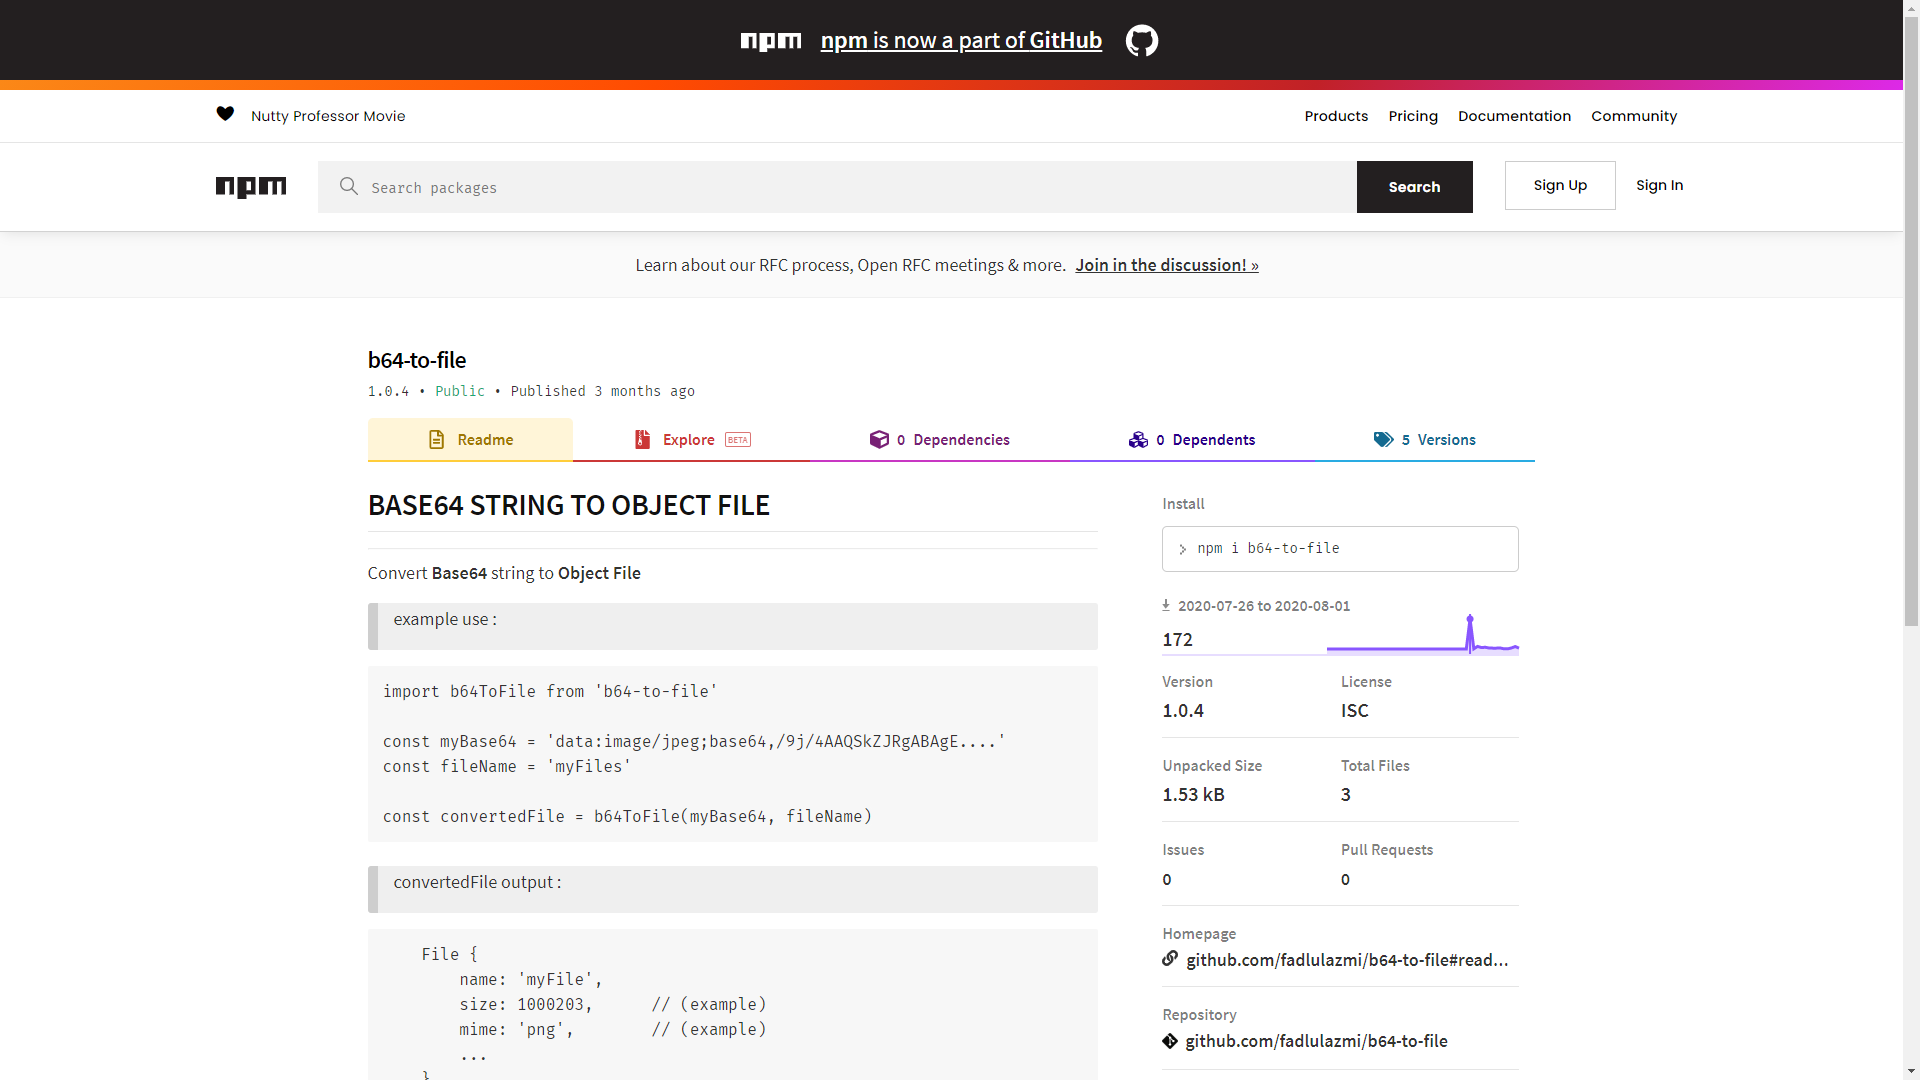 npm npm is now a part of GitHub
Nutty Professor Movie
Products Pricing Documentation Community
npm Search packages Search Sign Up Sign In
Learn about our RFC process, Open RFC meetings & more. Join in the discussion! »
b64-to-file
1.0.4 • Public • Published 3 months ago
Readme Explore BETA 0 Dependencies 0 Dependents 5 Versions
BASE64 STRING TO OBJECT FILE
Convert Base64 string to Object File
example use :
import b64ToFile from 'b64-to-file'
const myBase64 = 'data:image/jpeg;base64,/9j/4AAQSkZJRgABAgE....'
const fileName = 'myFiles'
const convertedFile = b64ToFile(myBase64, fileName)
convertedFile output :
File {
name: 'myFile',
size: 1000203, // (example)
mime: 'png', // (example)
...
}
Install
> npm i b64-to-file
2020-07-26 to 2020-08-01
172
Version License
1.0.4 ISC
Unpacked Size Total Files
1.53 kB 3
Issues Pull Requests
0 0
Homepage
github.com/fadlulazmi/b64-to-file#read...
Repository
github.com/fadlulazmi/b64-to-file